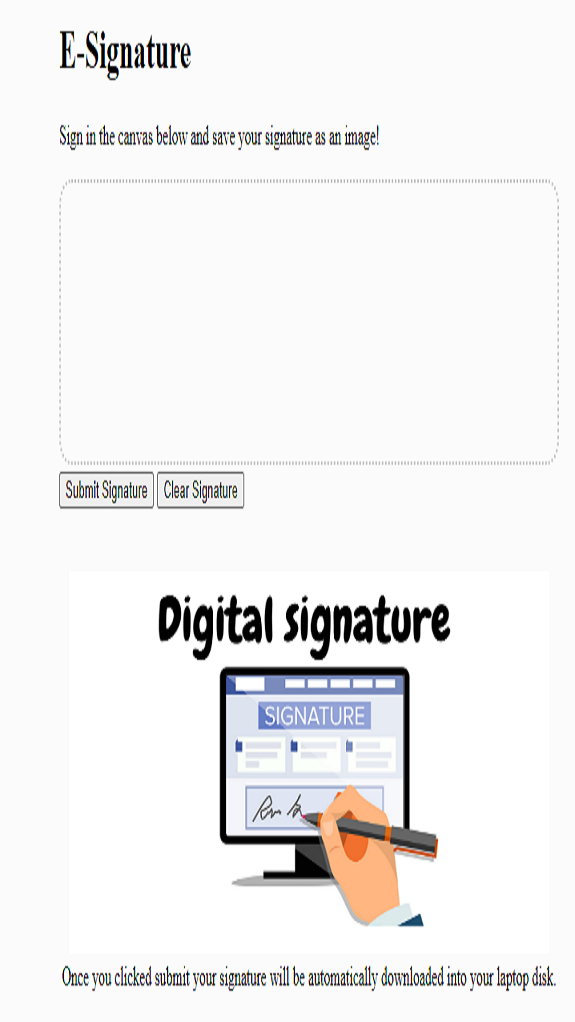 E-Signature
Sign in the canvas below and save your signature as an image!
Submit Signature Clear Signature
Digital signature
SIGNATURE
Once you clicked submit your signature will be automatically downloaded into your laptop disk.